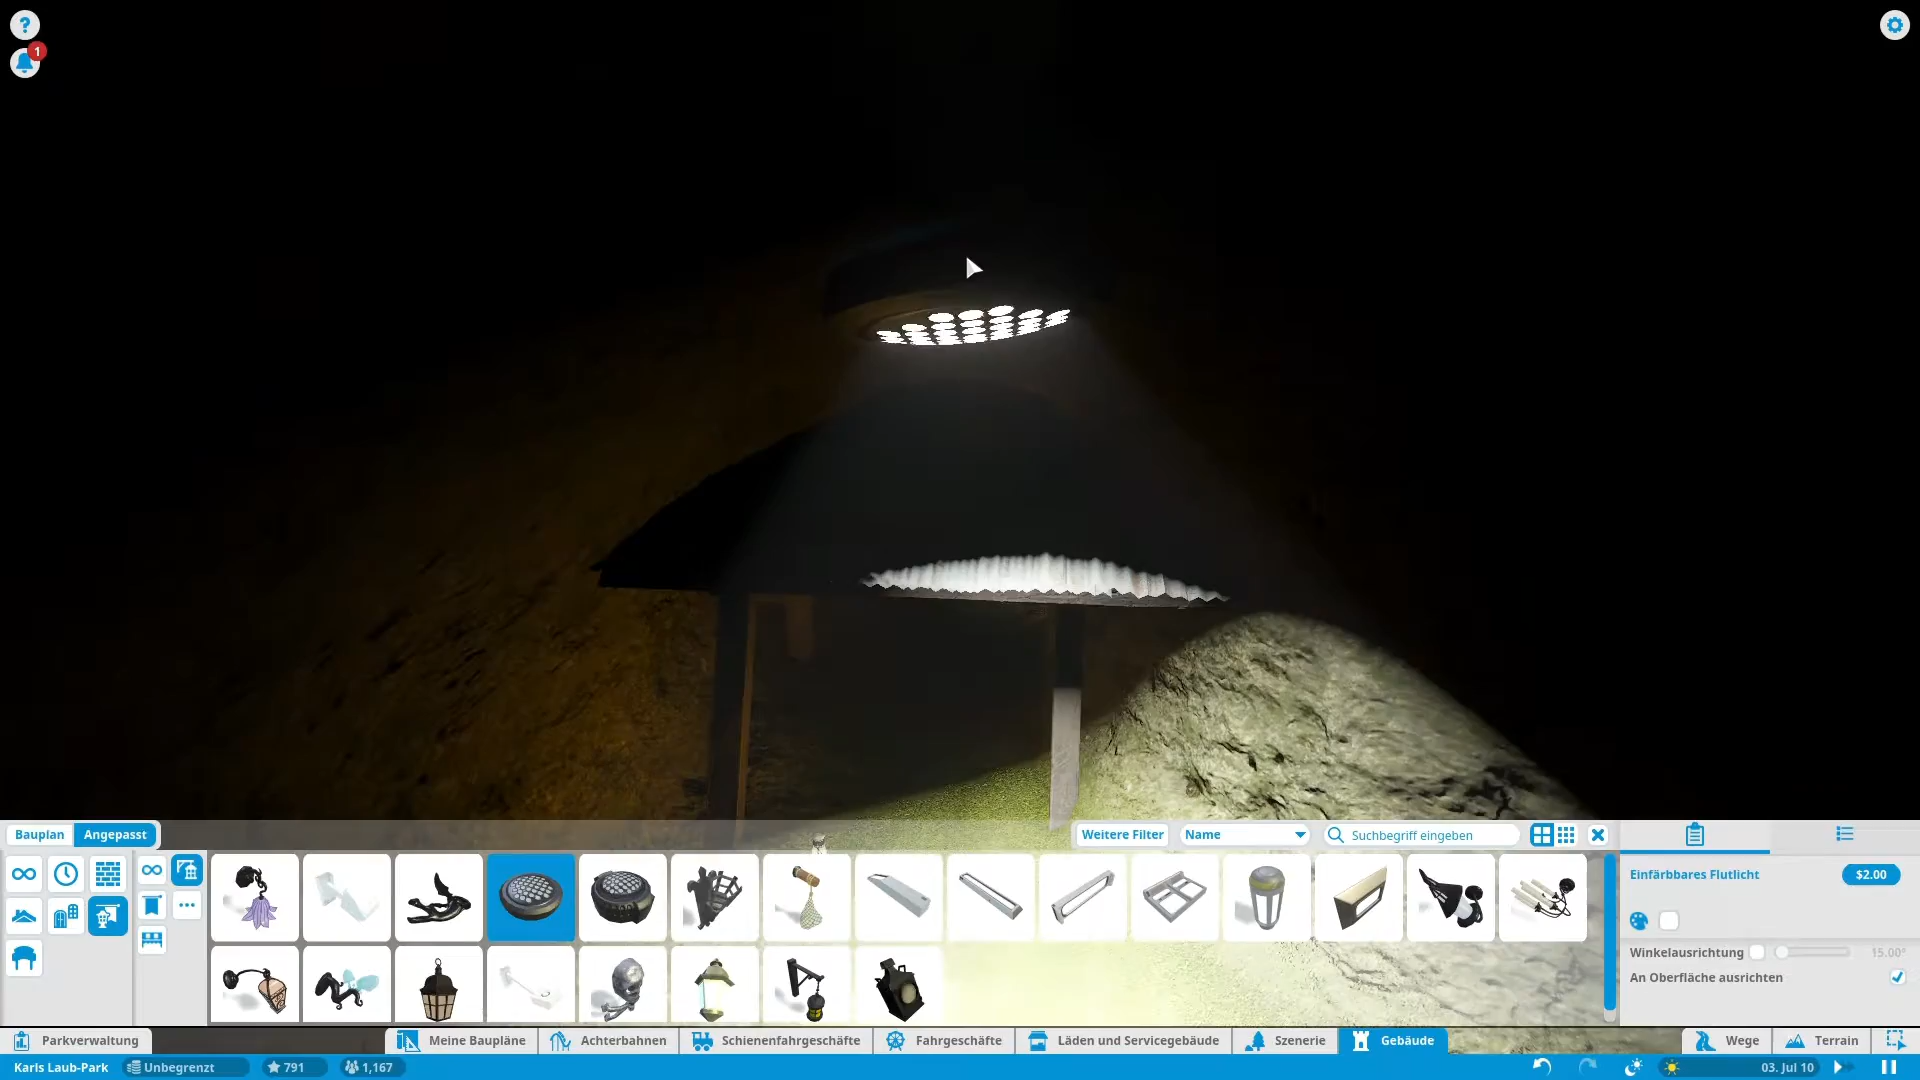 ?
1
Bauplan
Angepasst
Weitere Filter
Name
Suchbegriff eingeben
Einfärbbares Flutlicht
$2.00
Winkelausrichtung
15.00°
An Oberfläche ausrichten
Parkverwaltung
Meine Baupläne
Achterbahnen
Schienenfahrgeschäfte
Fahrgeschäfte
Läden und Servicegebäude
Szenerie
Gebäude
Wege
Terrain
Karls Laub-Park
Unbegrenzt
791
1,167
03. Jul 10